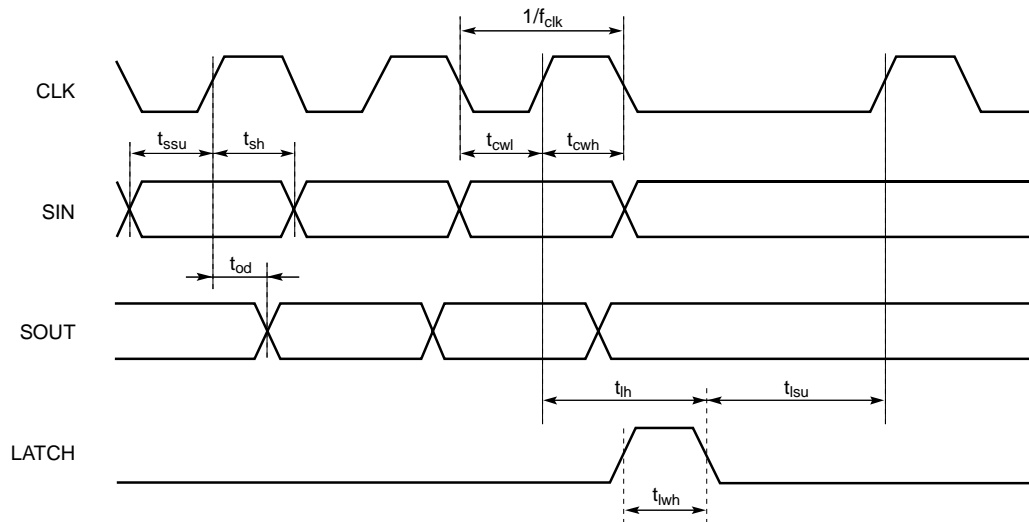 1/fclk
CLK
tssu
tsh
tcwl
tcwh
SIN
tod
SOUT
tlh
tlsu
LATCH
tlwh